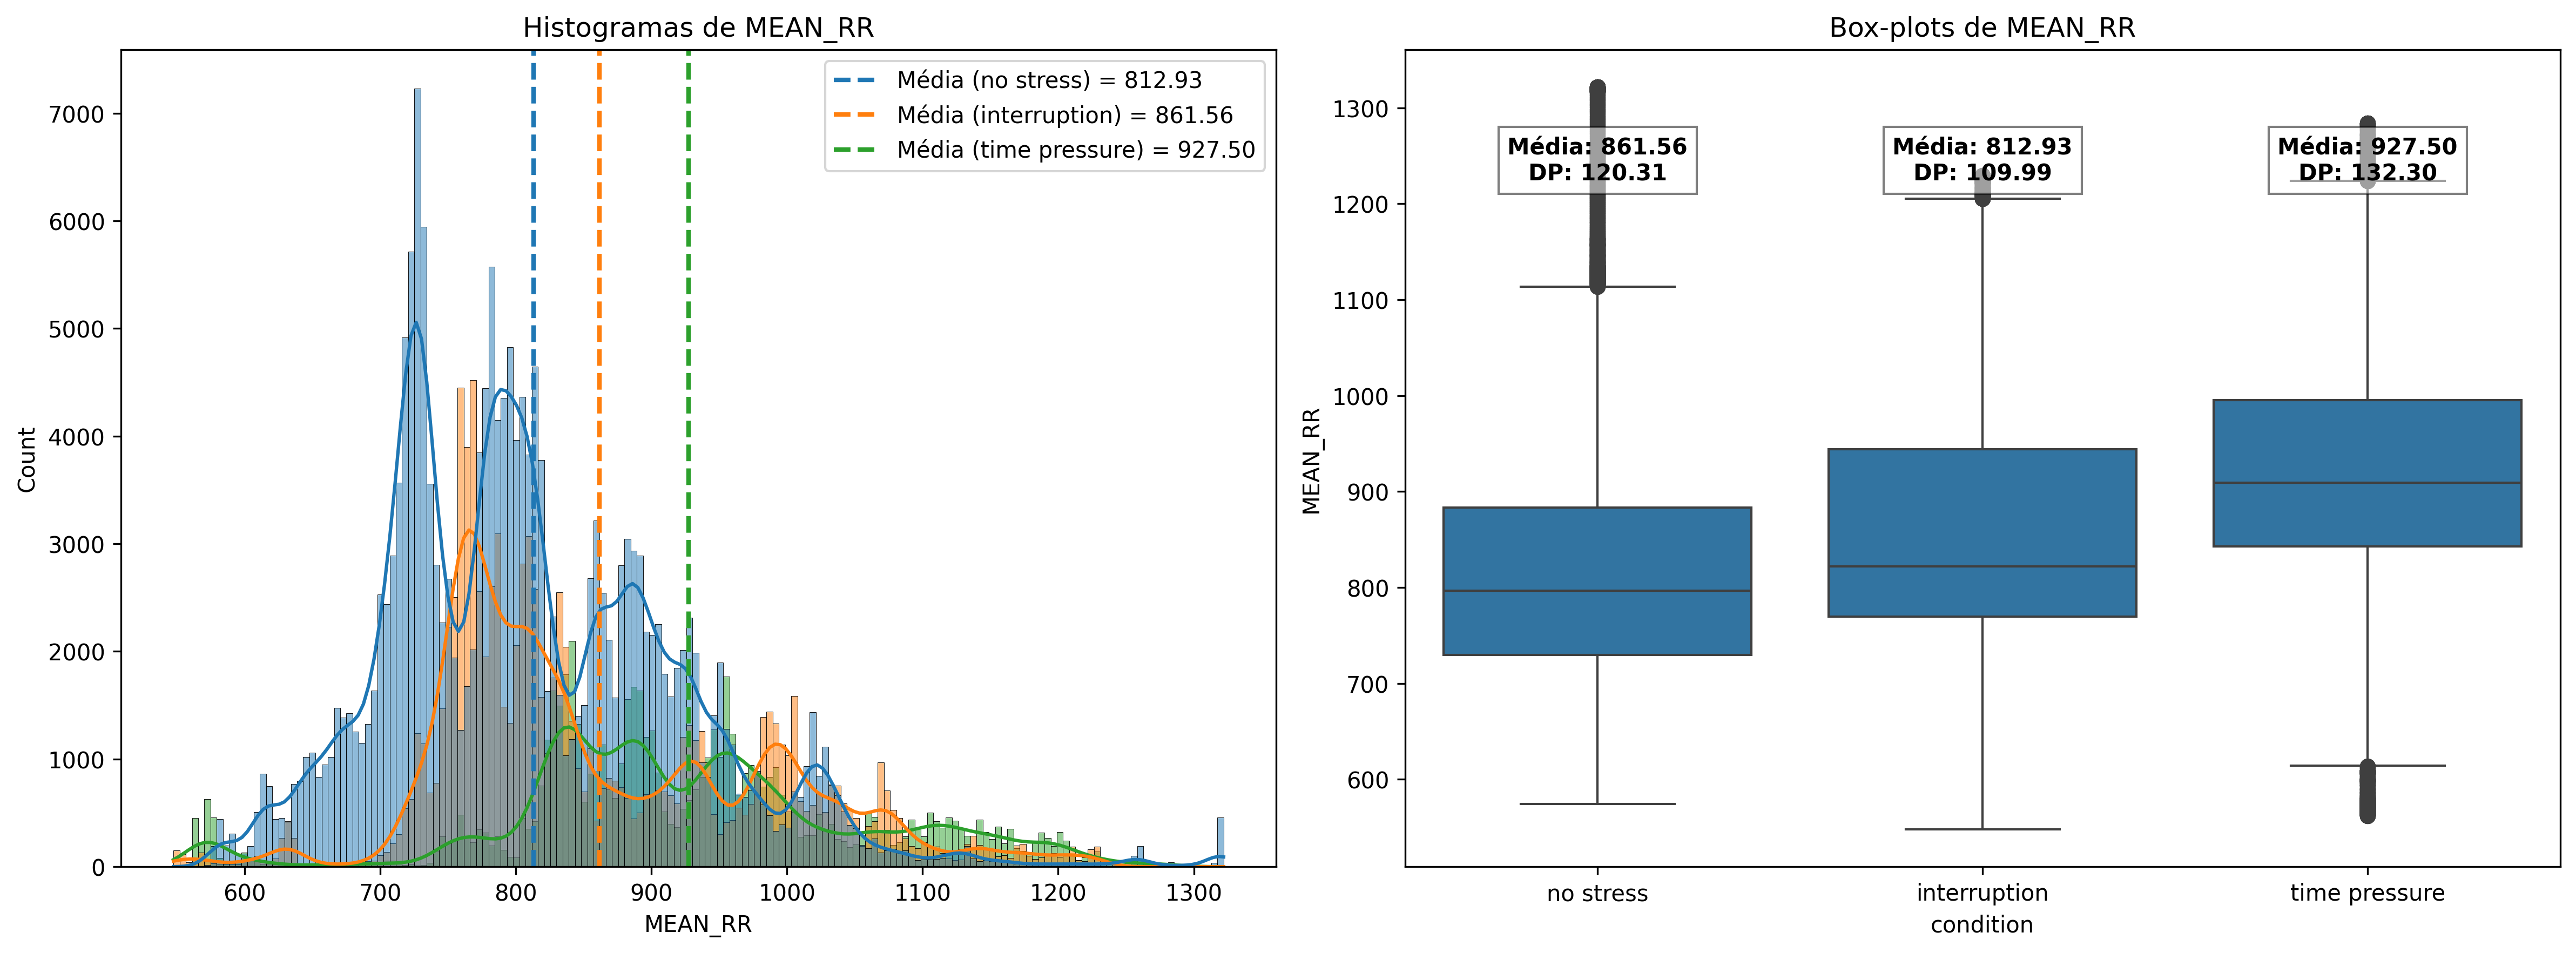 Histogramas de MEAN_RR
Média (no stress) = 812.93
Média (interruption) = 861.56
Média (time pressure) = 927.50
7000
6000
5000
4000
3000
2000
1000
0
Count
600 700 800 900 1000 1100 1200 1300
MEAN_RR
Box-plots de MEAN_RR
Média: 861.56
DP: 120.31
Média: 812.93
DP: 109.99
Média: 927.50
DP: 132.30
1300
1200
1100
1000
900
800
700
600
MEAN_RR
no stress interruption time pressure
condition